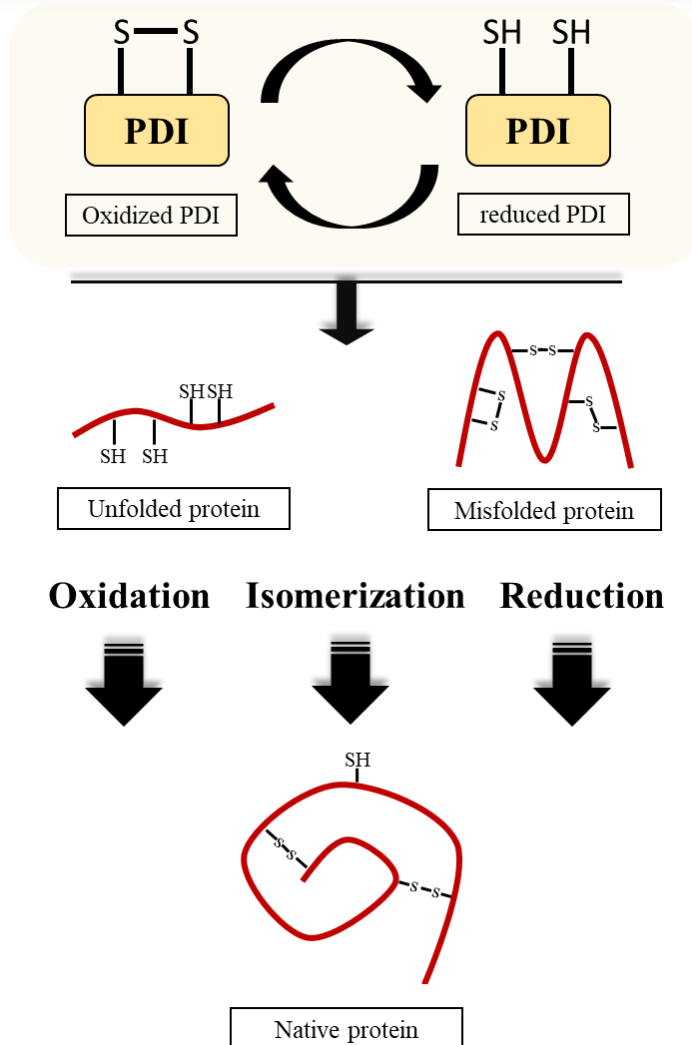 S — S
SH SH
PDI
PDI
Oxidized PDI
reduced PDI
S-S
SH SH
S
S
S
S
SH SH
Unfolded protein
Misfolded protein
Oxidation Isomerization Reduction
SH
S-S
S-S
Native protein